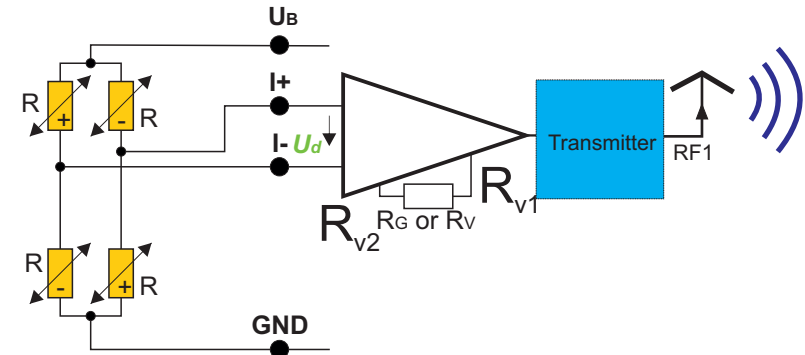 UB
I+
R
+
-
R
I- Ud
Transmitter
RF1
Rv1
RG or RV
Rv2
R
-
+
R
GND